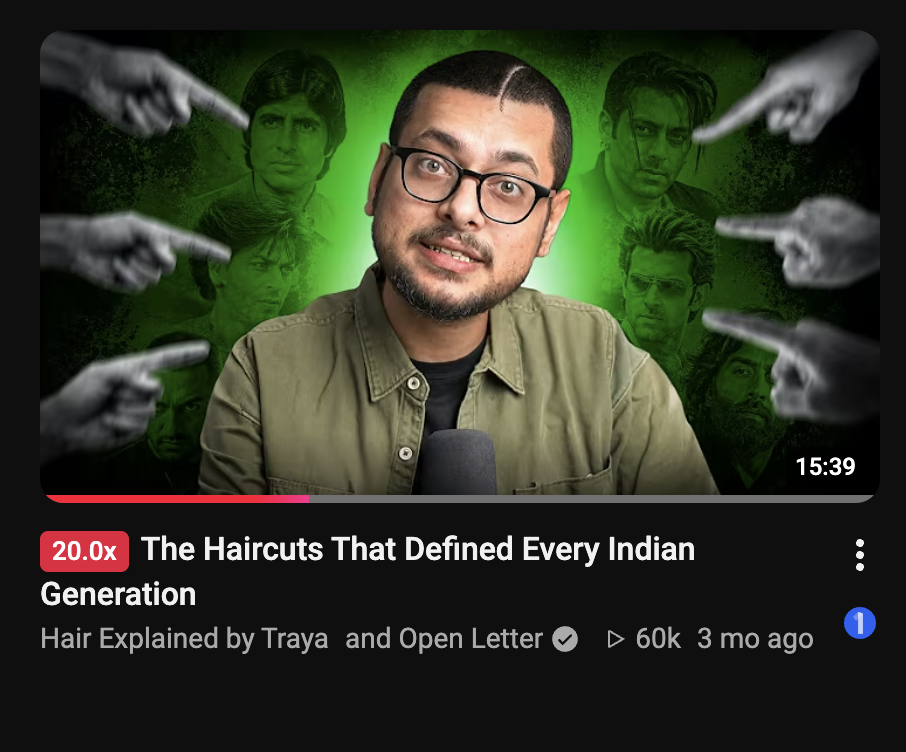 15:39
20.0x The Haircuts That Defined Every Indian
Generation
Hair Explained by Traya and Open Letter 60k 3 mo ago